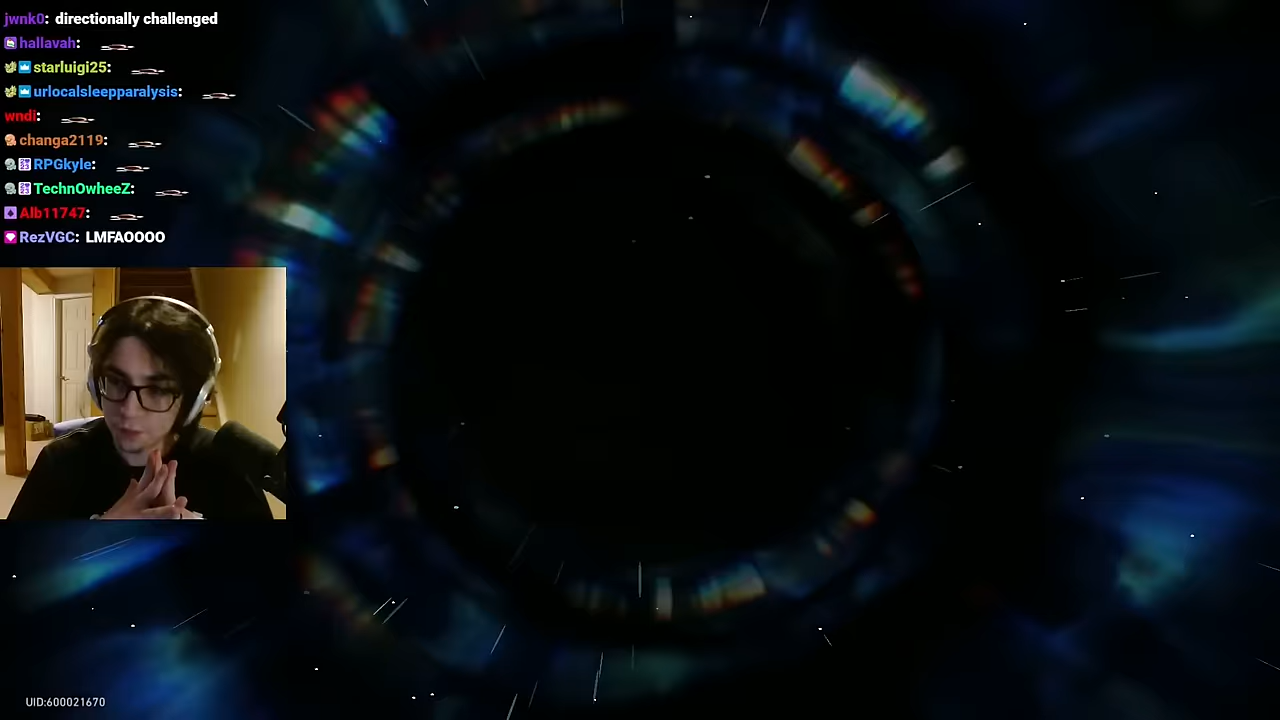 jwnk0: directionally challenged
hallavah:
starluigi25:
urlocalsleepparalysis:
wndi:
changa2119:
RPGkyle:
TechnOwheeZ:
Alb11747:
RezVGC: LMFAOOOO
UID:600021670